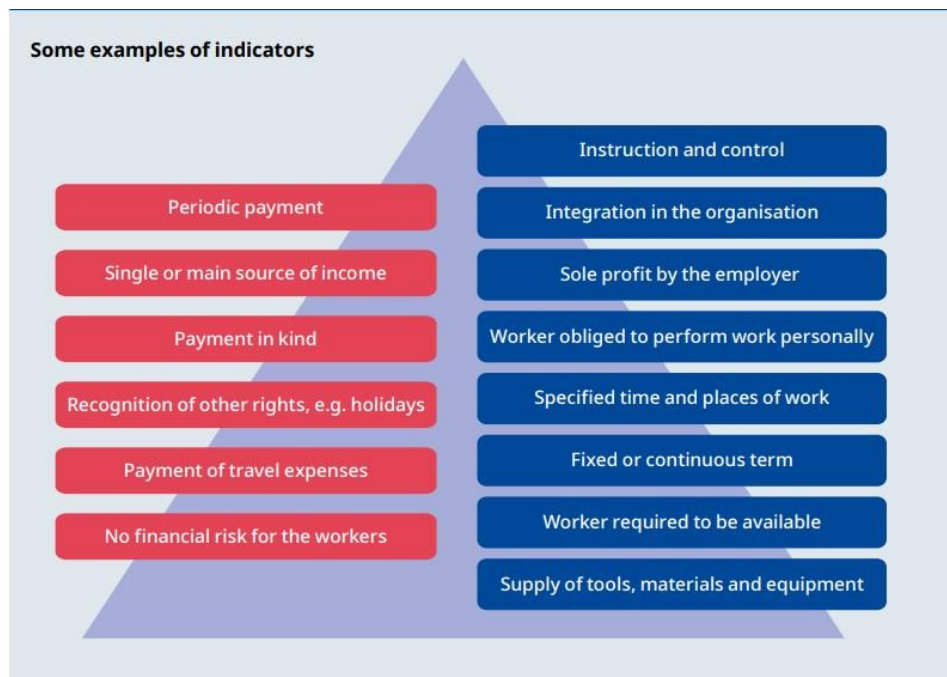 Some examples of indicators
Periodic payment
Single or main source of income
Payment in kind
Recognition of other rights, e.g. holidays
Payment of travel expenses
No financial risk for the workers
Instruction and control
Integration in the organisation
Sole profit by the employer
Worker obliged to perform work personally
Specified time and places of work
Fixed or continuous term
Worker required to be available
Supply of tools, materials and equipment